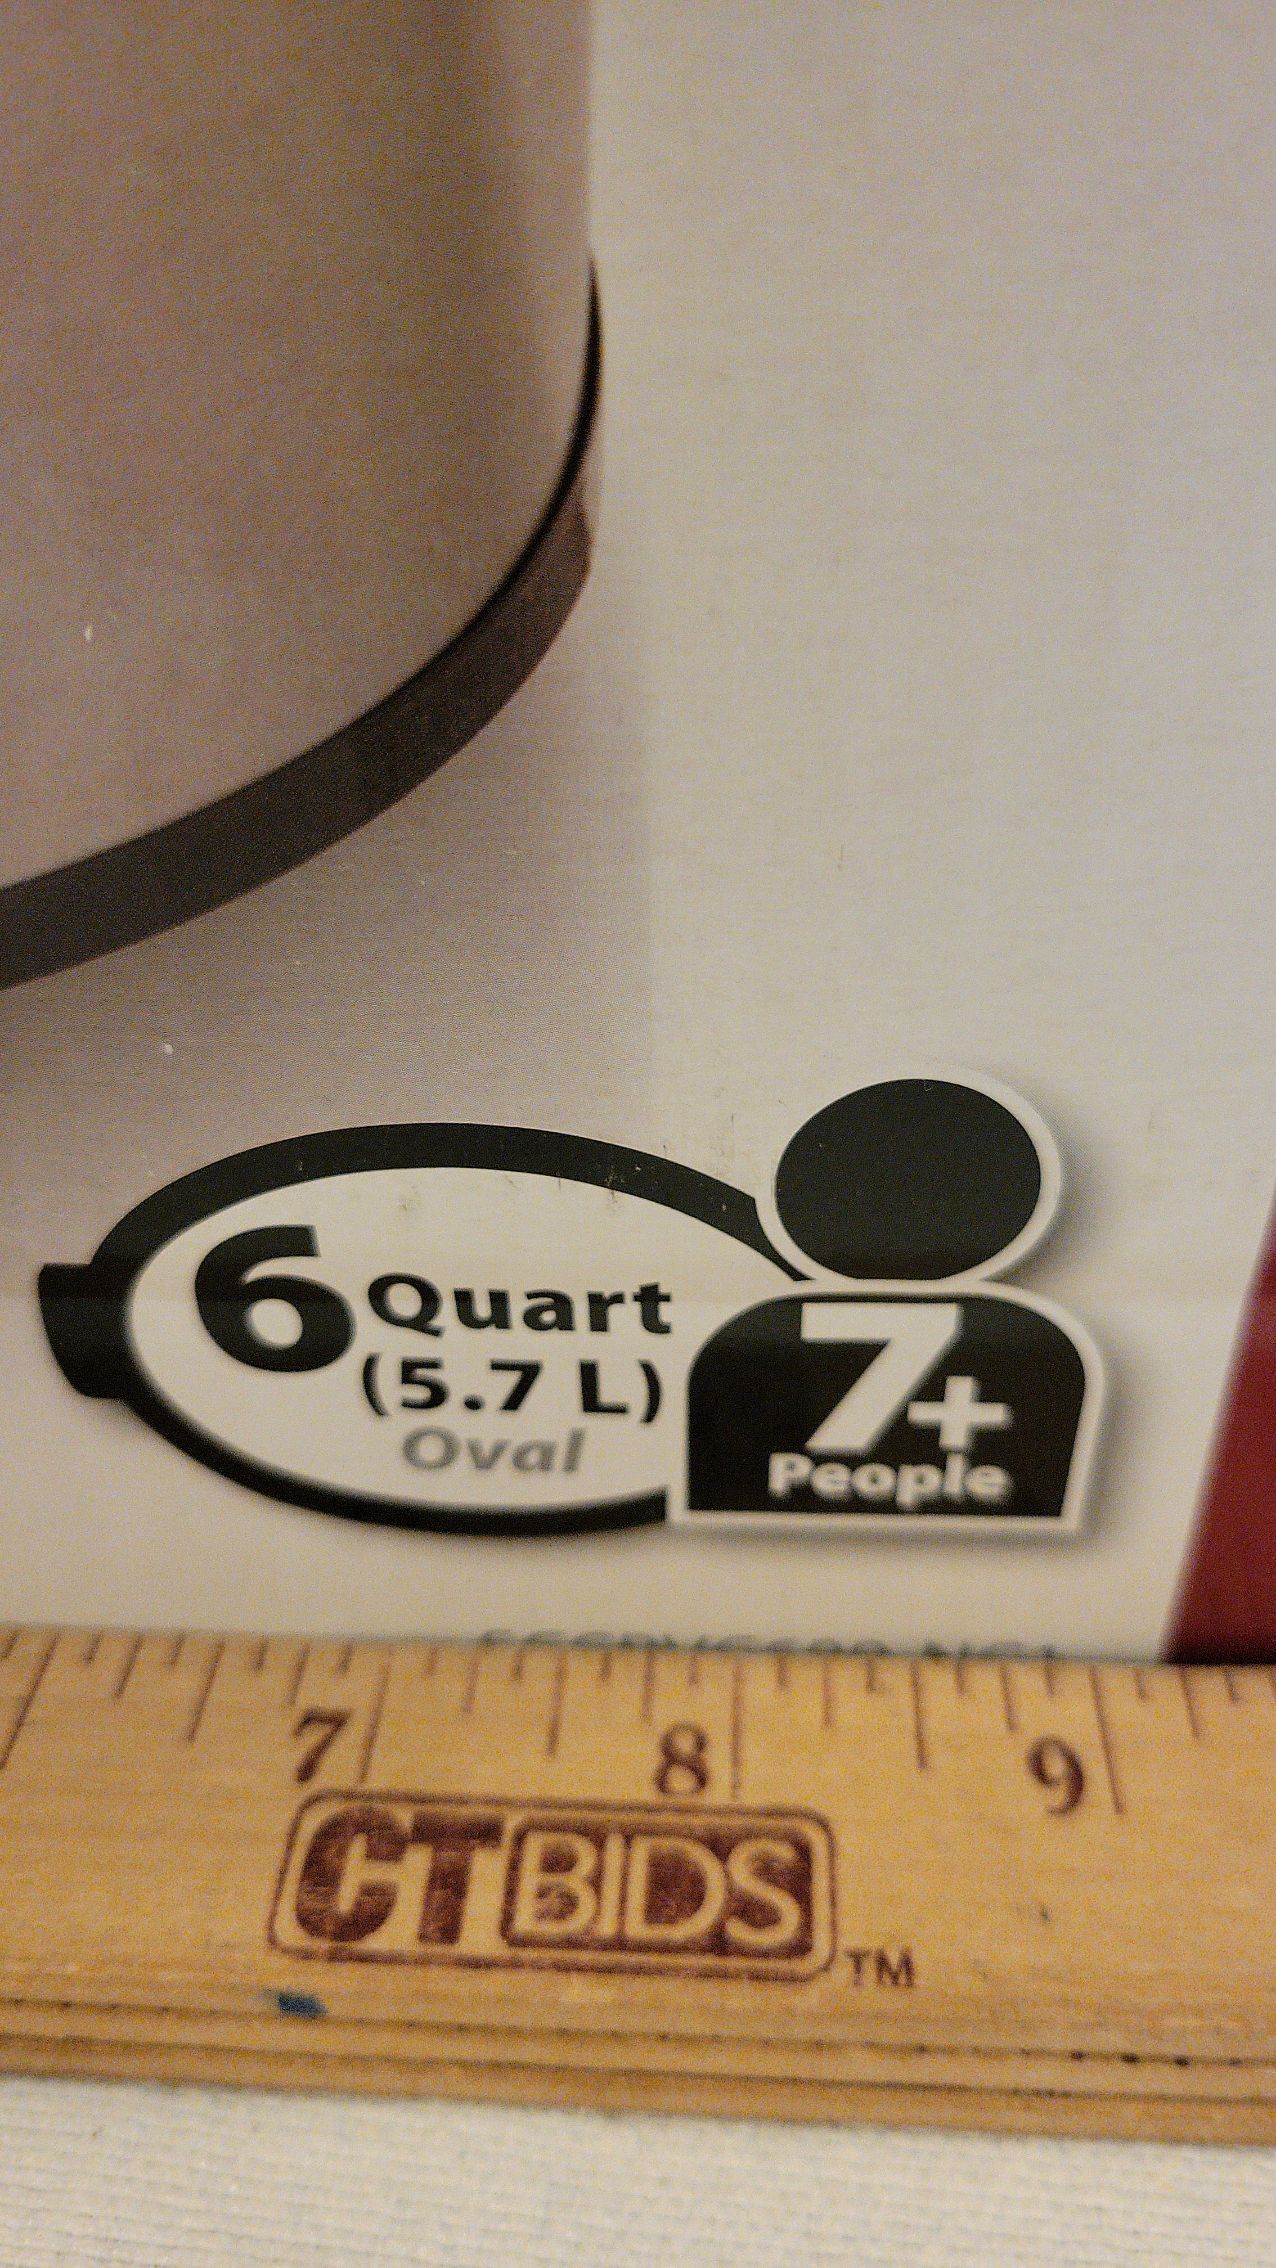 6 Quart
(5.7 L)
Oval
7+
People
7 8 9
CTBIDS TM